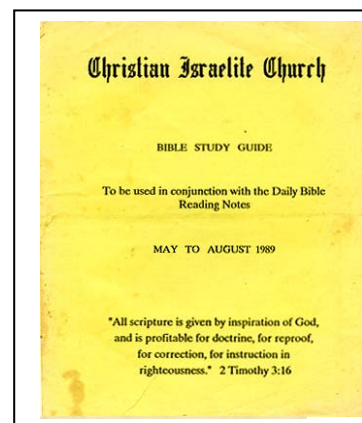 Christian Israelite Church
BIBLE STUDY GUIDE
To be used in conjunction with the Daily Bible
Reading Notes
MAY TO AUGUST 1989
"All scripture is given by inspiration of God,
and is profitable for doctrine, for reproof,
for correction, for instruction in
righteousness." 2 Timothy 3:16